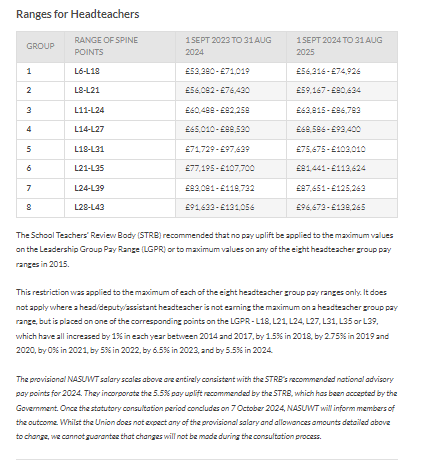 Ranges for Headteachers
GROUP RANGE OF SPINE POINTS 1 SEPT 2023 TO 31 AUG 2024 1 SEPT 2024 TO 31 AUG 2025
1 L6-L18 £53,380 - £71,019 £56,316 - £74,926
2 L8-L21 £56,082 - £76,430 £59,167 - £80,634
3 L11-L24 £60,488 - £82,258 £63,815 - £86,783
4 L14-L27 £65,010 - £88,530 £68,586 - £93,400
5 L18-L31 £71,729 - £97,639 £75,675 - £103,010
6 L21-L35 £77,195 - £107,700 £81,441 - £113,624
7 L24-L39 £83,081 - £118,732 £87,651 - £125,263
8 L28-L43 £91,633 - £131,056 £96,673 - £138,265
The School Teachers' Review Body (STRB) recommended that no pay uplift be applied to the maximum values
on the Leadership Group Pay Range (LGPR) or to maximum values on any of the eight headteacher group pay
ranges in 2015.
This restriction was applied to the maximum of each of the eight headteacher group pay ranges only. It does
not apply where a head/deputy/assistant headteacher is not earning the maximum on a headteacher group pay
range, but is placed on one of the corresponding points on the LGPR - L18, L21, L24, L27, L31, L35 or L39,
which have all increased by 1% in each year between 2014 and 2017, by 1.5% in 2018, by 2.75% in 2019 and
2020, by 0% in 2021, by 5% in 2022, by 6.5% in 2023, and by 5.5% in 2024.
The provisional NASUWT salary scales above are entirely consistent with the STRB's recommended national advisory
pay points for 2024. They incorporate the 5.5% pay uplift recommended by the STRB, which has been accepted by the
Government. Once the statutory consultation period concludes on 7 October 2024, NASUWT will inform members of
the outcome. Whilst the Union does not expect any of the provisional salary and allowances amounts detailed above
to change, we cannot guarantee that changes will not be made during the consultation process.